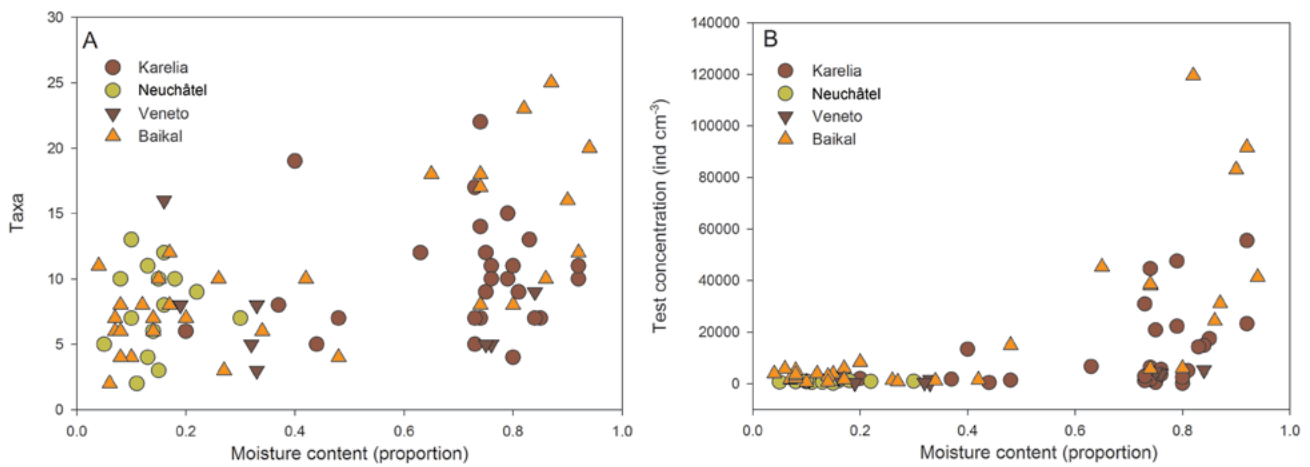 A
Karelia
Neuchâtel
Veneto
Baikal
30
25
20
15
10
5
0
Taxa
0.0 0.2 0.4 0.6 0.8 1.0
Moisture content (proportion)
B
Karelia
Neuchâtel
Veneto
Baikal
140000
120000
100000
80000
60000
40000
20000
0
Test concentration (ind cm-3)
0.0 0.2 0.4 0.6 0.8 1.0
Moisture content (proportion)